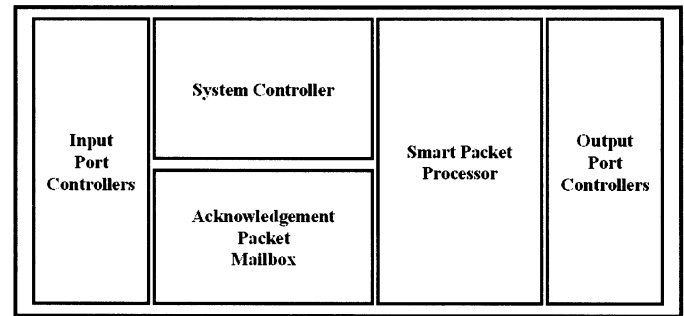 Input
Port
Controllers
System Controller
Acknowledgement
Packet
Mailbox
Smart Packet
Processor
Output
Port
Controllers